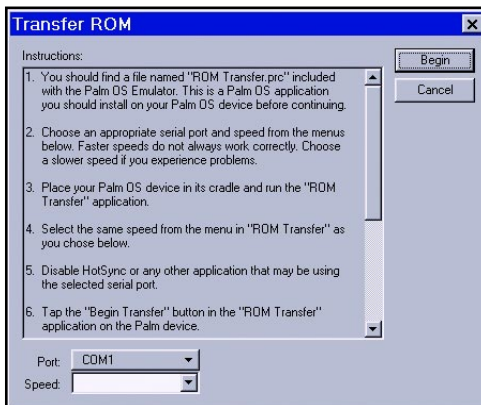 Transfer ROM
Instructions:
1. You should find a file named "ROM Transfer.prc" included
with the Palm OS Emulator. This is a Palm OS application
you should install on your Palm OS device before continuing.
2. Choose an appropriate serial port and speed from the menus
below. Faster speeds do not always work correctly. Choose
a slower speed if you experience problems.
3. Place your Palm OS device in its cradle and run the "ROM
Transfer" application.
4. Select the same speed from the menu in "ROM Transfer" as
you chose below.
5. Disable HotSync or any other application that may be using
the selected serial port.
6. Tap the "Begin Transfer" button in the "ROM Transfer"
application on the Palm device.
Begin
Cancel
Port: COM1
Speed: